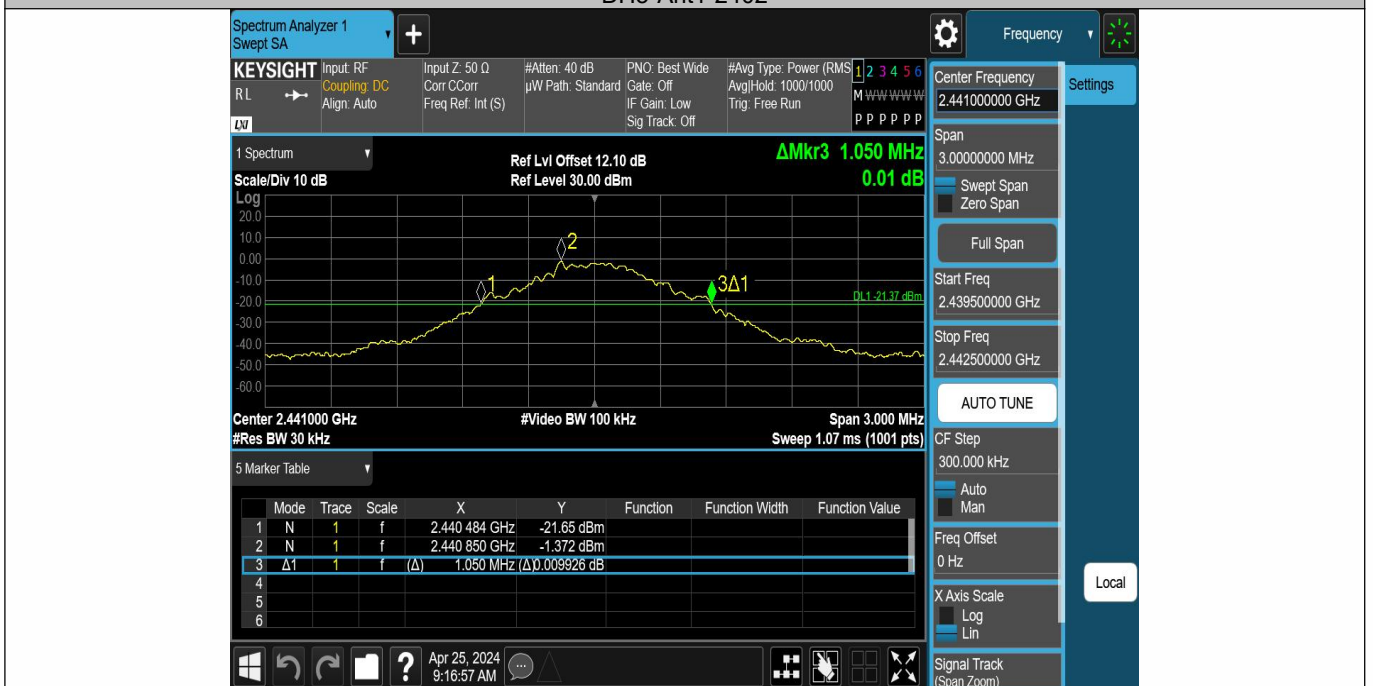 Spectrum Analyzer 1
Swept SA
+
Frequency
KEYSIGHT
RL
LXI
Input: RF
Coupling: DC
Align: Auto
Input Z: 50 Ω
Corr CCorr
Freq Ref: Int (S)
#Atten: 40 dB
µW Path: Standard
PNO: Best Wide
Gate: Off
IF Gain: Low
Sig Track: Off
#Avg Type: Power (RMS
Avg|Hold: 1000/1000
Trig: Free Run
1 2 3 4 5 6
M W W W W W
P P P P P P
Center Frequency
2.441000000 GHz
Settings
1 Spectrum
Scale/Div 10 dB
Ref Lvl Offset 12.10 dB
Ref Level 30.00 dBm
ΔMkr3 1.050 MHz
0.01 dB
Span
3.00000000 MHz
Swept Span
Zero Span
Full Span
Start Freq
2.439500000 GHz
Stop Freq
2.442500000 GHz
AUTO TUNE
CF Step
300.000 kHz
Auto
Man
Freq Offset
0 Hz
X Axis Scale
Log
Lin
Signal Track
(Span Zoom)
Local
Log
20.0
10.0
0.00
-10.0
-20.0
-30.0
-40.0
-50.0
-60.0
1
2
3Δ1
DL1 -21.37 dBm
Center 2.441000 GHz
#Video BW 100 kHz
Span 3.000 MHz
#Res BW 30 kHz
Sweep 1.07 ms (1001 pts)
5 Marker Table
Mode Trace Scale X Y Function Function Width Function Value
1 N 1 f 2.440 484 GHz -21.65 dBm
2 N 1 f 2.440 850 GHz -1.372 dBm
3 Δ1 1 f (Δ) 1.050 MHz (Δ)0.009926 dB
4
5
6
?
Apr 25, 2024
9:16:57 AM